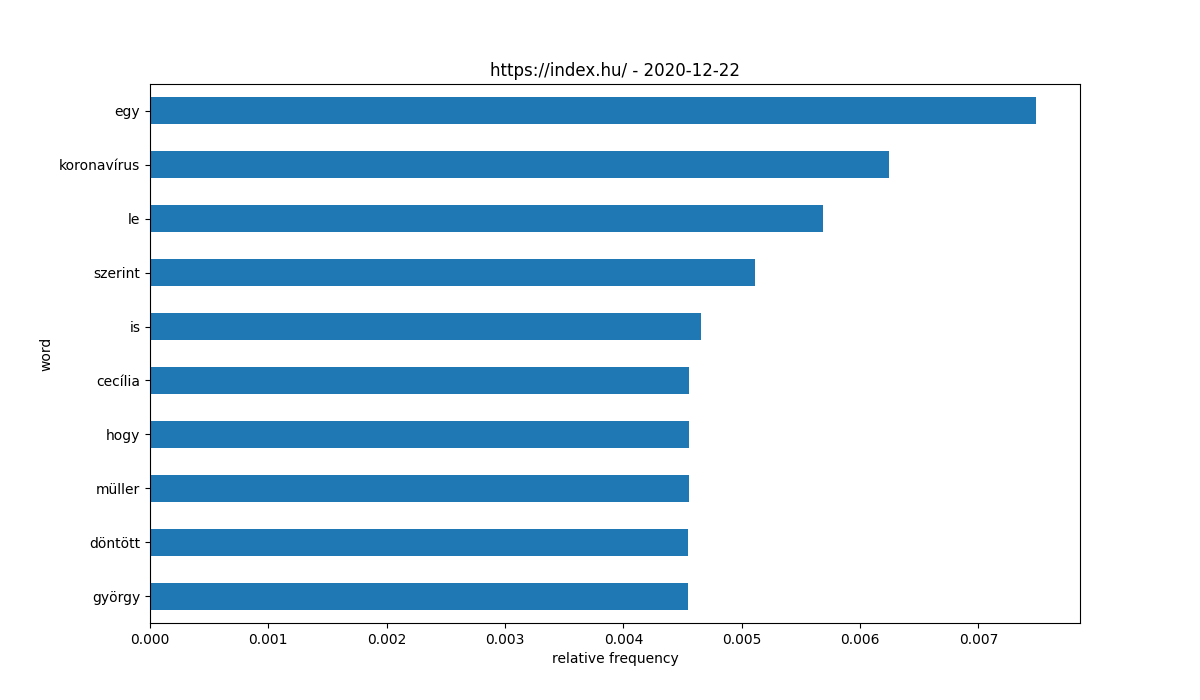 https://index.hu/ - 2020-12-22
word
egy
koronavírus
le
szerint
is
cecília
hogy
müller
döntött
györgy
0.000 0.001 0.002 0.003 0.004 0.005 0.006 0.007
relative frequency